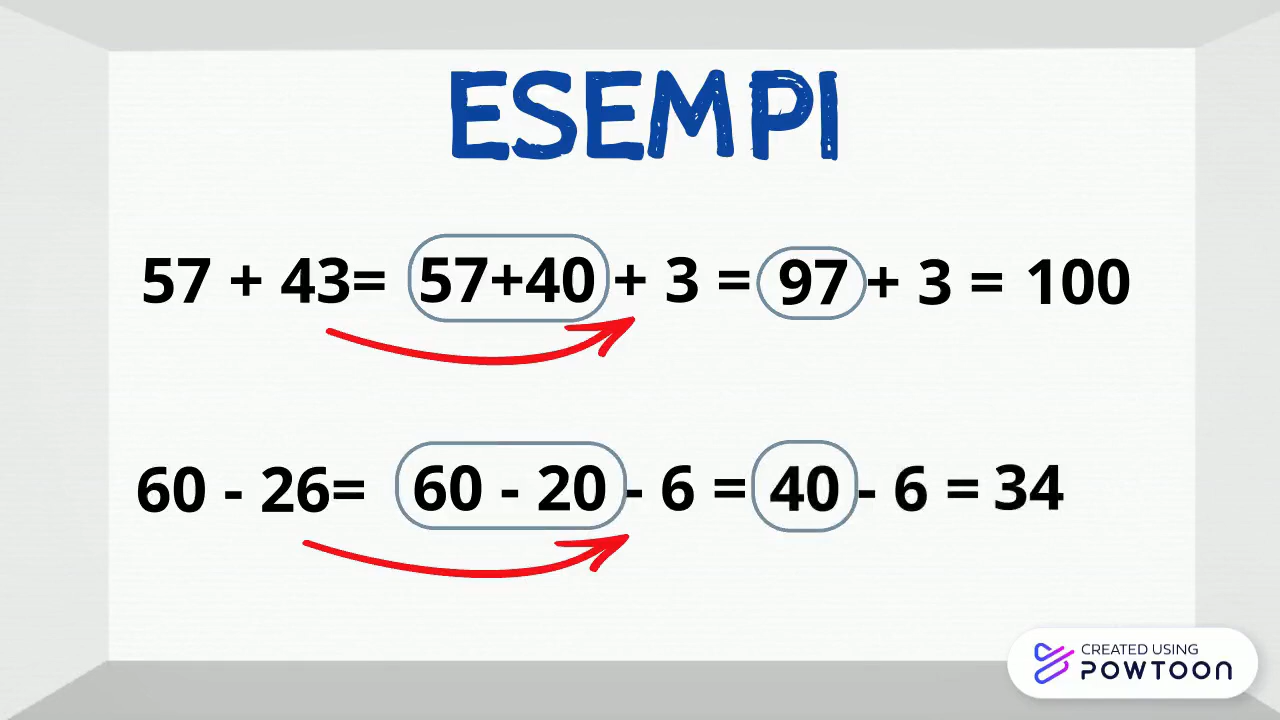 ESEMPI
57 + 43= 57+40 + 3 = 97 + 3 = 100
60 - 26= 60 - 20 - 6 = 40 - 6 = 34
CREATED USING
POWTOON